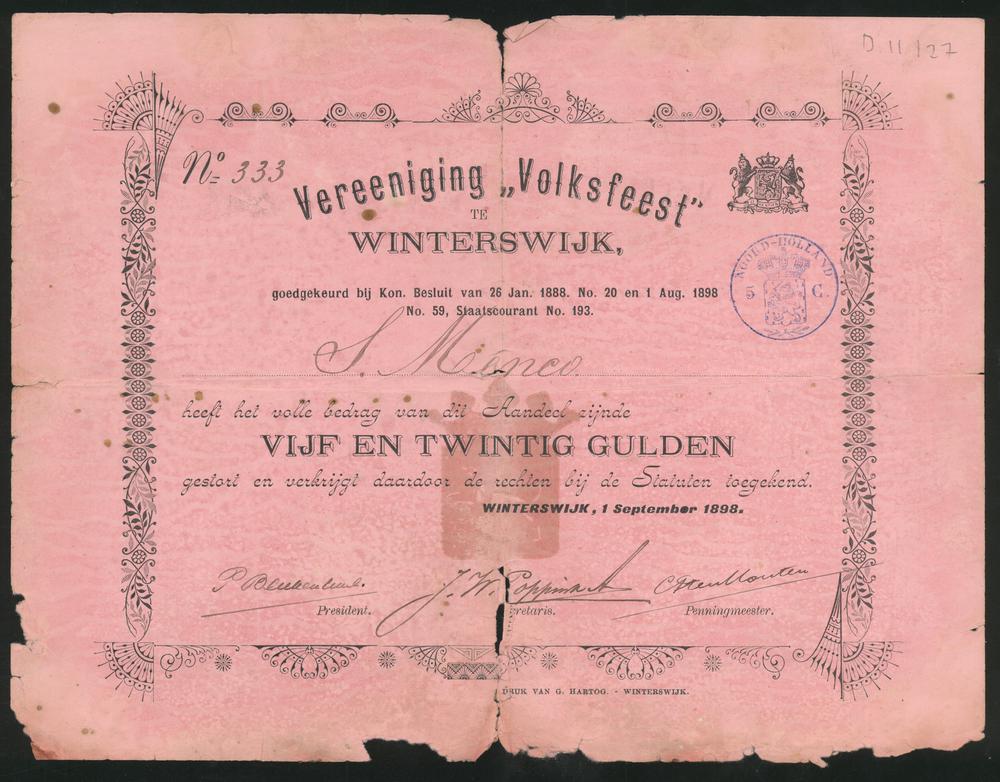 D.11.127
No 333
Vereeniging „Volksfeest"
TE
WINTERSWIJK,
NOORD-HOLLAND
5 C.
goedgekeurd bij Kon. Besluit van 26 Jan. 1888. No. 20 en 1 Aug. 1898
No. 59, Staatscourant No. 193.
S. Menco
heeft het volle bedrag van dit Aandeel zijnde
VIJF EN TWINTIG GULDEN
gestort en verkrijgt daardoor de rechten bij de Statuten toegekend.
WINTERSWIJK, 1 September 1898.
J. W.
President. retaris. Penningmeester.
DRUK VAN G. HARTOG. - WINTERSWIJK.